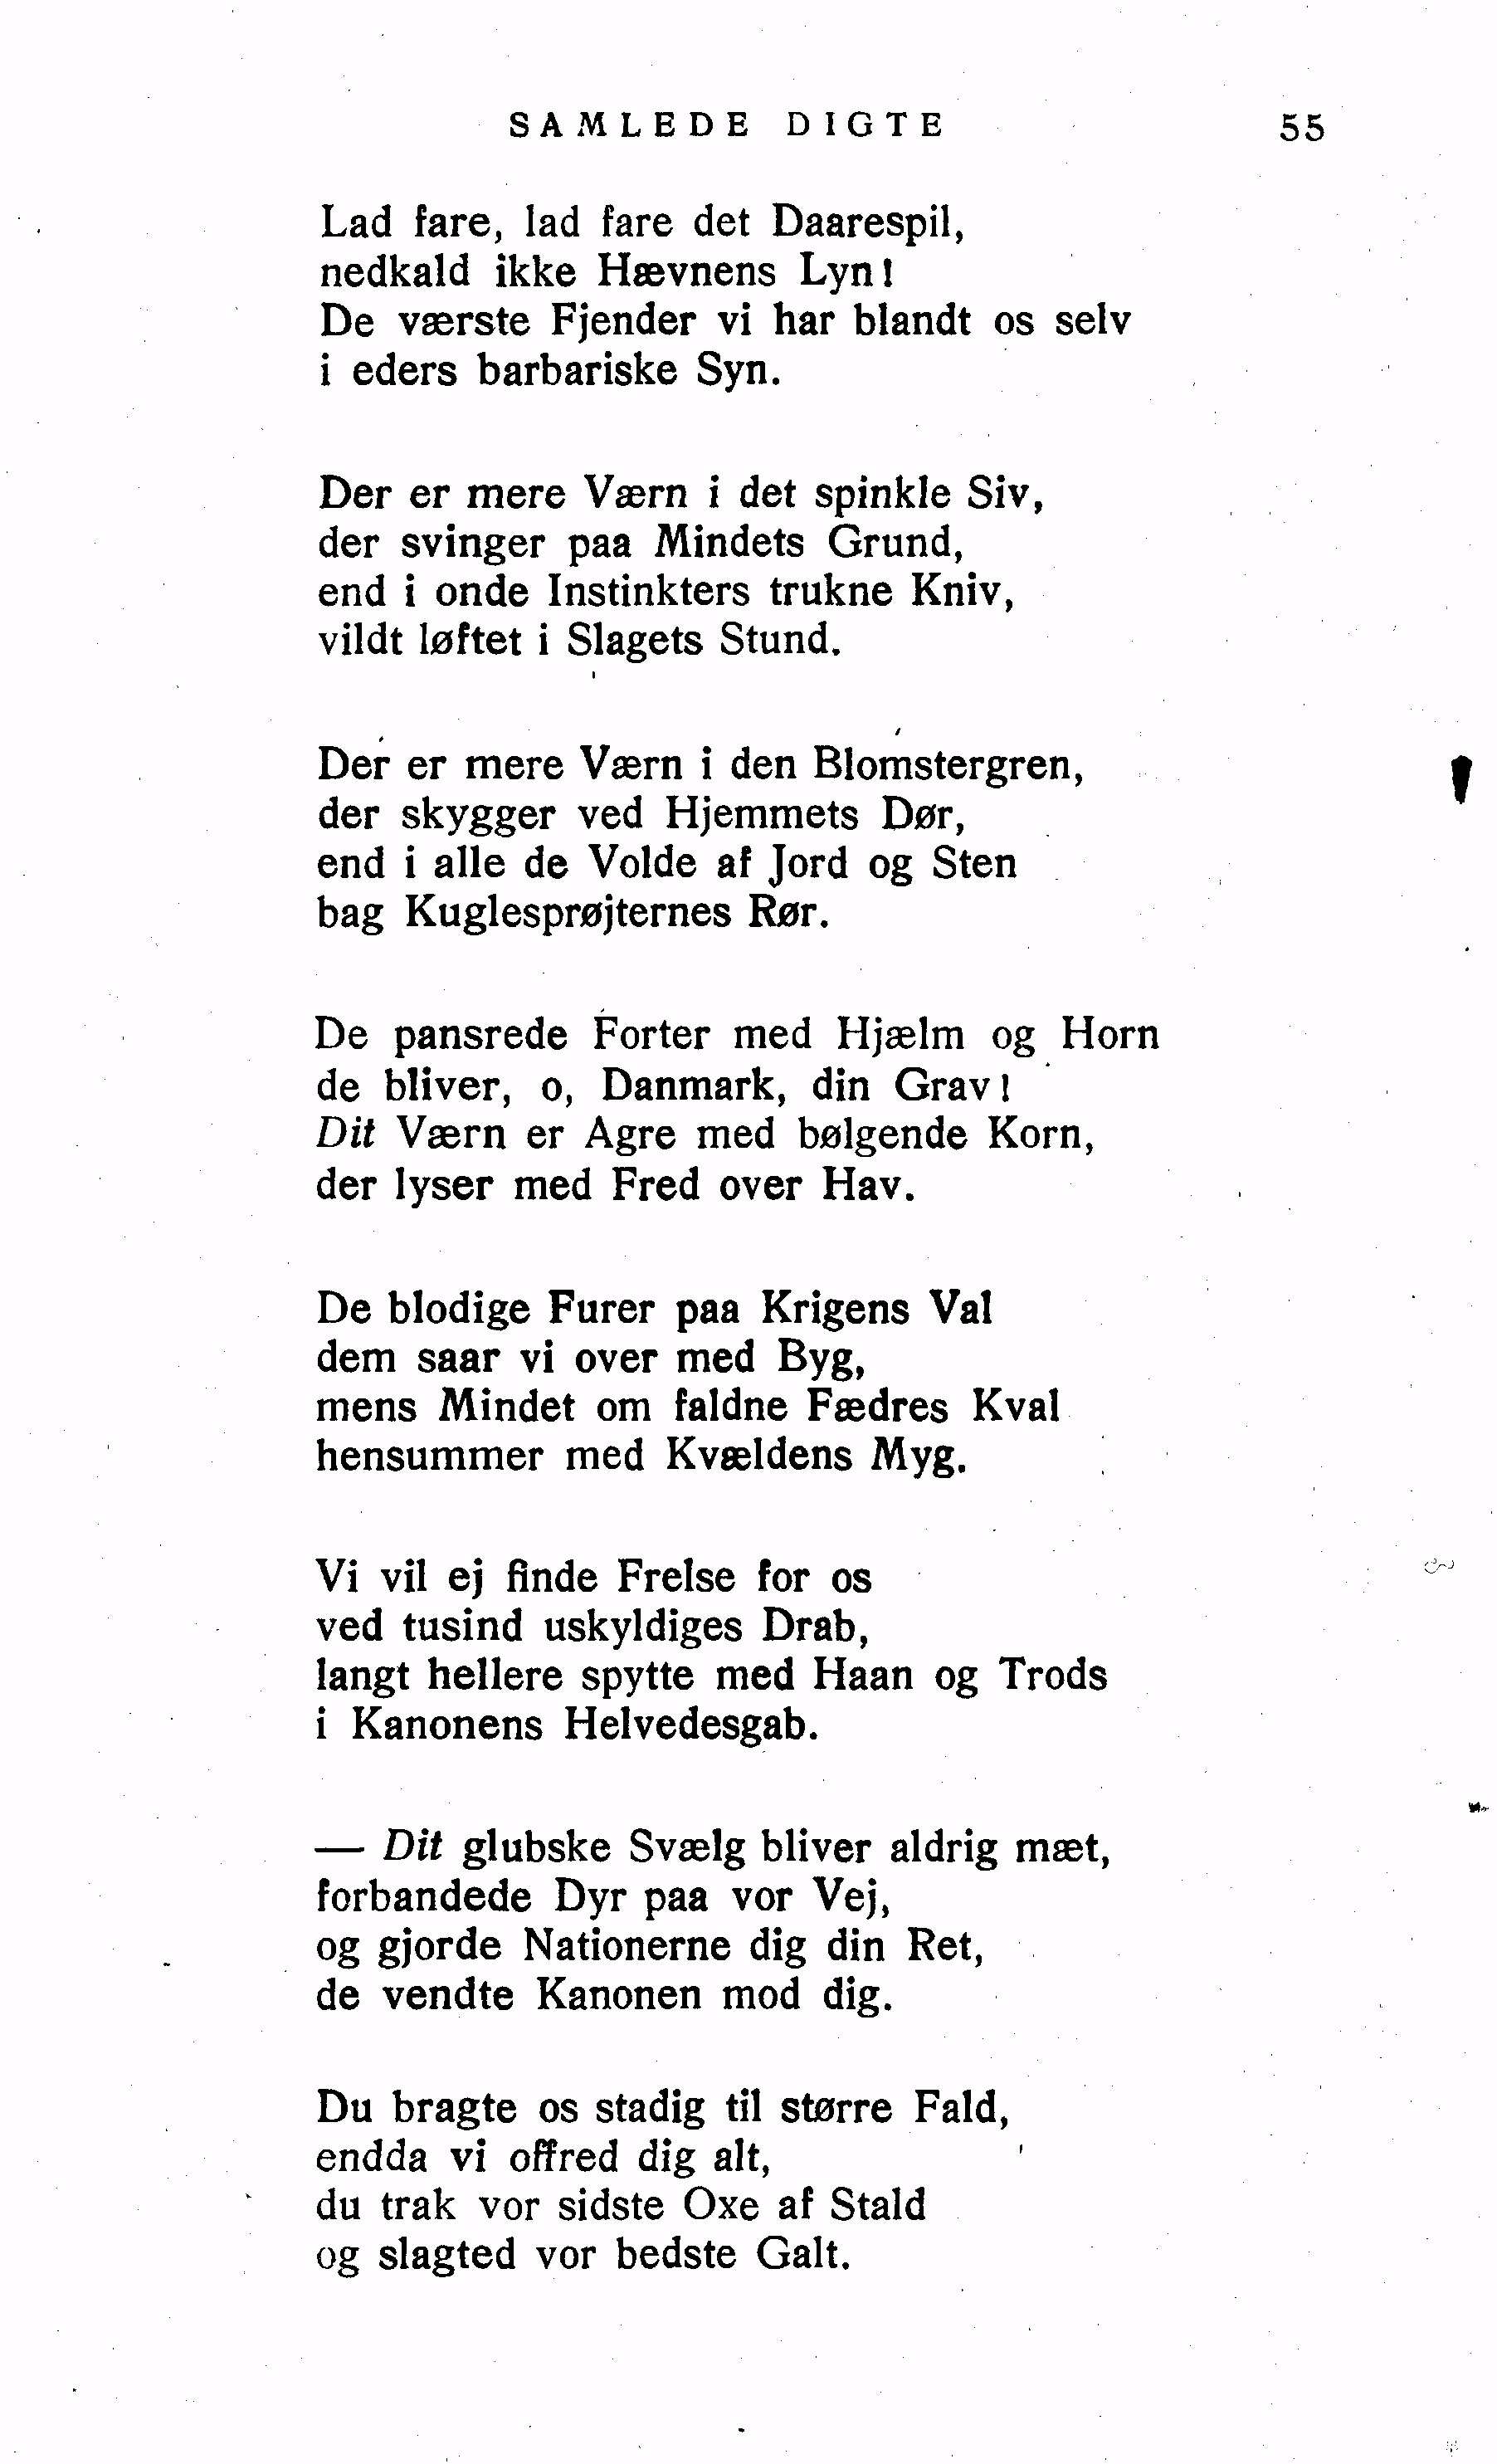 SAMLEDE DIGTE 55
Lad fare, lad fare det Daarespil,
nedkald ikke Hævnens Lyn!
De værste Fjender vi har blandt os selv
i eders barbariske Syn.
Der er mere Værn i det spinkle Siv,
der svinger paa Mindets Grund,
end i onde Instinkters trukne Kniv,
vildt løftet i Slagets Stund.
Der er mere Værn i den Blomstergren,
der skygger ved Hjemmets Dør,
end i alle de Volde af Jord og Sten
bag Kuglesprøjternes Rør.
De pansrede Forter med Hjælm og Horn
de bliver, o, Danmark, din Grav!
Dit Værn er Agre med bølgende Korn,
der lyser med Fred over Hav.
De blodige Furer paa Krigens Val
dem saar vi over med Byg,
mens Mindet om faldne Fædres Kval
hensummer med Kvældens Myg.
Vi vil ej finde Frelse for os
ved tusind uskyldiges Drab,
langt hellere spytte med Haan og Trods
i Kanonens Helvedesgab.
— Dit glubske Svælg bliver aldrig mæt,
forbandede Dyr paa vor Vej,
og gjorde Nationerne dig din Ret,
de vendte Kanonen mod dig.
Du bragte os stadig til større Fald,
endda vi offred dig alt,
du trak vor sidste Oxe af Stald
og slagted vor bedste Galt.